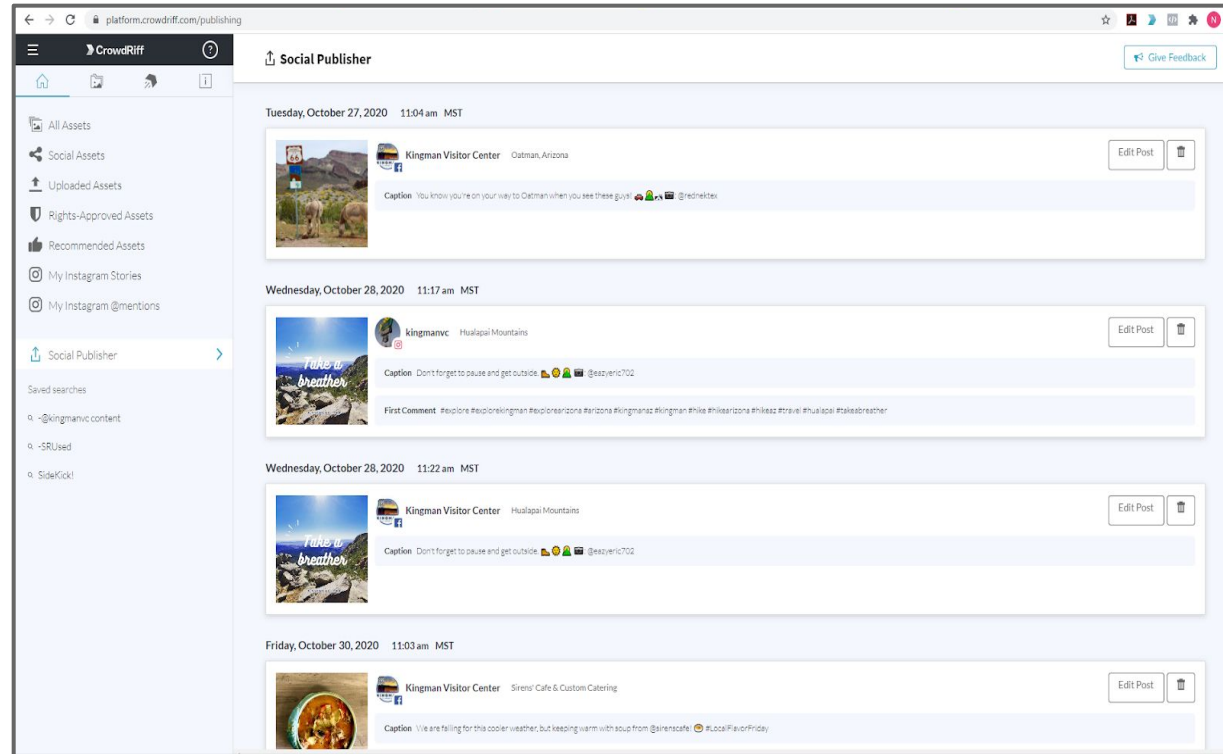 platform.crowdriff.com/publishing
N
CrowdRiff
?
i
All Assets
Social Assets
Uploaded Assets
Rights-Approved Assets
Recommended Assets
My Instagram Stories
My Instagram @mentions
Social Publisher
Saved searches
-@kingmanvc content
-SRUsed
SideKick!
Social Publisher
Give Feedback
Tuesday, October 27, 2020 11:04 am MST
66
Kingman Visitor Center Oatman, Arizona
Edit Post
Caption You know you're on your way to Oatman when you see these guys! 🚗🤷‍♀️🐴 📷: @rednektex
Wednesday, October 28, 2020 11:17 am MST
Take a
breather
kingmanvc Hualapai Mountains
Edit Post
Caption Don't forget to pause and get outside. 🥾😊🌲 📷: @eazyeric702
First Comment #explore #explorekingman #explorearizona #arizona #kingmanaz #kingman #hike #hikearizona #hikeaz #travel #hualapai #takeabreather
Wednesday, October 28, 2020 11:22 am MST
Take a
breather
Kingman Visitor Center Hualapai Mountains
Edit Post
Caption Don't forget to pause and get outside. 🥾😊🌲 📷: @eazyeric702
Friday, October 30, 2020 11:03 am MST
Kingman Visitor Center Sirens' Cafe & Custom Catering
Edit Post
Caption We are falling for this cooler weather, but keeping warm with soup from @sirenscafe! 🍲 #LocalFlavorFriday